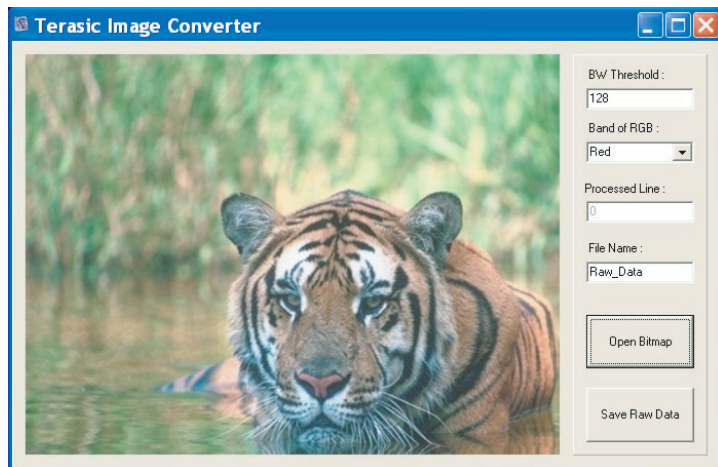 Terasic Image Converter
BW Threshold :
128
Band of RGB :
Red
Processed Line :
0
File Name :
Raw_Data
Open Bitmap
Save Raw Data